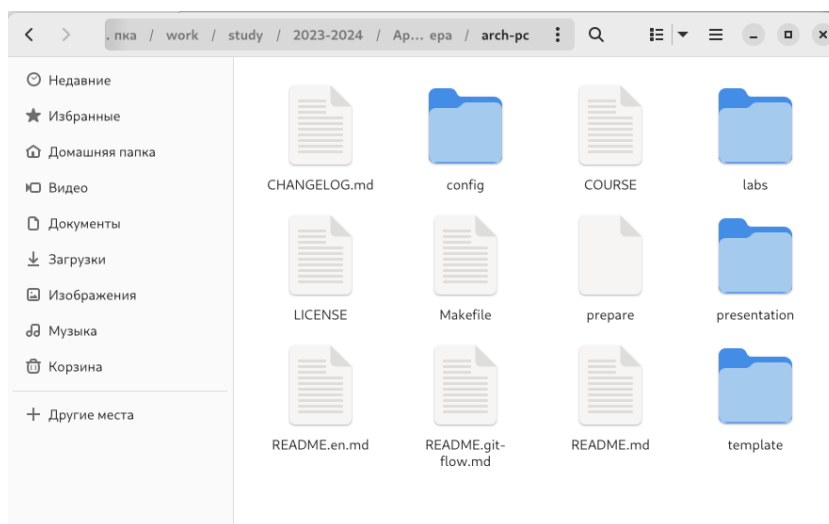 . пка / work / study / 2023-2024 / Ар... ера / arch-pc
Недавние
Избранные
Домашняя папка
Видео
Документы
Загрузки
Изображения
Музыка
Корзина
Другие места
CHANGELOG.md config COURSE labs
LICENSE Makefile prepare presentation
README.en.md README.git-flow.md README.md template